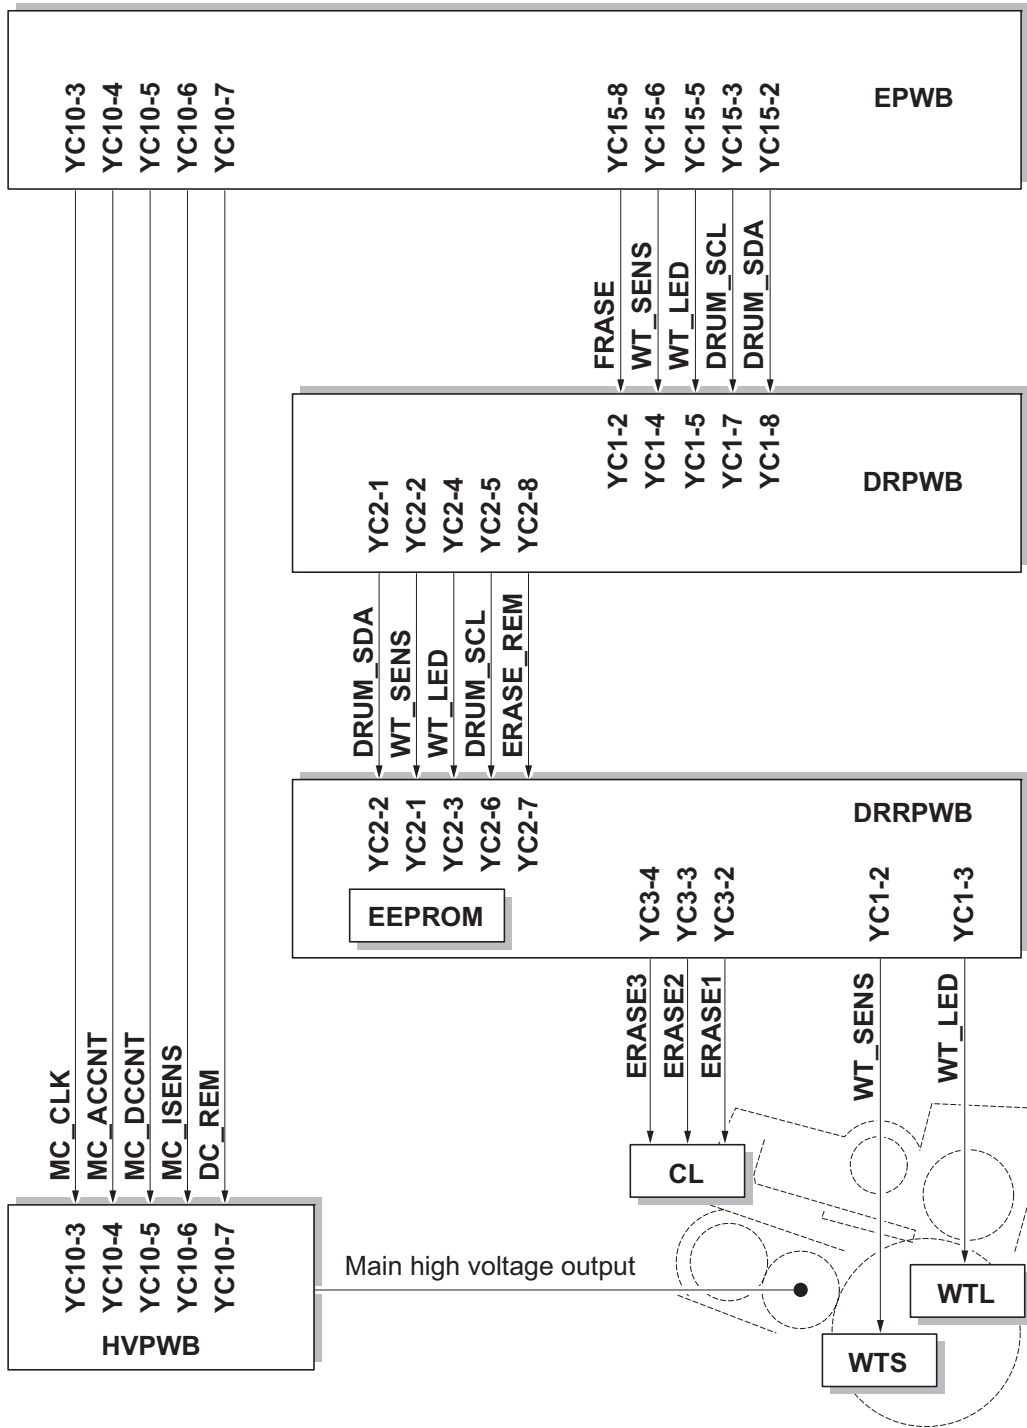 YC10-3
YC10-4
YC10-5
YC10-6
YC10-7
YC15-8
YC15-6
YC15-5
YC15-3
YC15-2
EPWB
FRASE
WT_SENS
WT_LED
DRUM_SCL
DRUM_SDA
YC1-2
YC1-4
YC1-5
YC1-7
YC1-8
DRPWB
YC2-1
YC2-2
YC2-4
YC2-5
YC2-8
DRUM_SDA
WT_SENS
WT_LED
DRUM_SCL
ERASE_REM
YC2-2
YC2-1
YC2-3
YC2-6
YC2-7
DRRPWB
EEPROM
YC3-4
YC3-3
YC3-2
YC1-2
YC1-3
ERASE3
ERASE2
ERASE1
WT_SENS
WT_LED
MC_CLK
MC_ACCNT
MC_DCCNT
MC_ISENS
DC_REM
CL
YC10-3
YC10-4
YC10-5
YC10-6
YC10-7
HVPWB
Main high voltage output
WTL
WTS